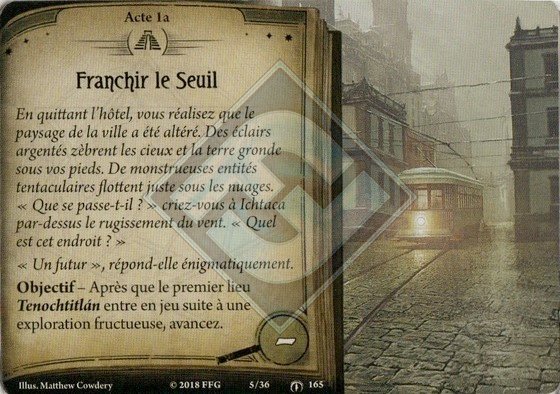 Acte 1a
Franchir le Seuil
En quittant l'hôtel, vous réalisez que le
paysage de la ville a été altéré. Des éclairs
argentés zèbrent les cieux et la terre gronde
sous vos pieds. De monstrueuses entités
tentaculaires flottent juste sous les nuages.
« Que se passe-t-il ? » criez-vous à Ichtaca
par-dessus le rugissement du vent. « Quel
est cet endroit ? »
« Un futur », répond-elle énigmatiquement.
Objectif – Après que le premier lieu
Tenochtitlán entre en jeu suite à une
exploration fructueuse, avancez.
–
Illus. Matthew Cowdery © 2018 FFG 5/36 165